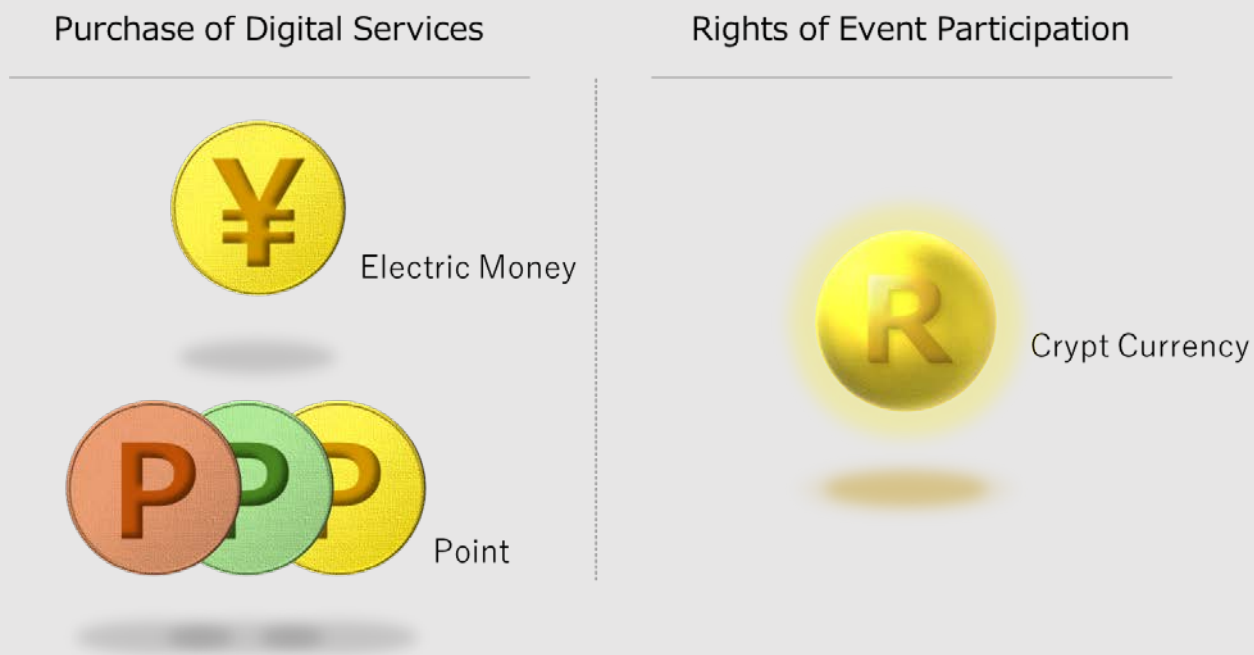 Purchase of Digital Services
¥
Electric Money
P P P
Point
Rights of Event Participation
R
Crypt Currency